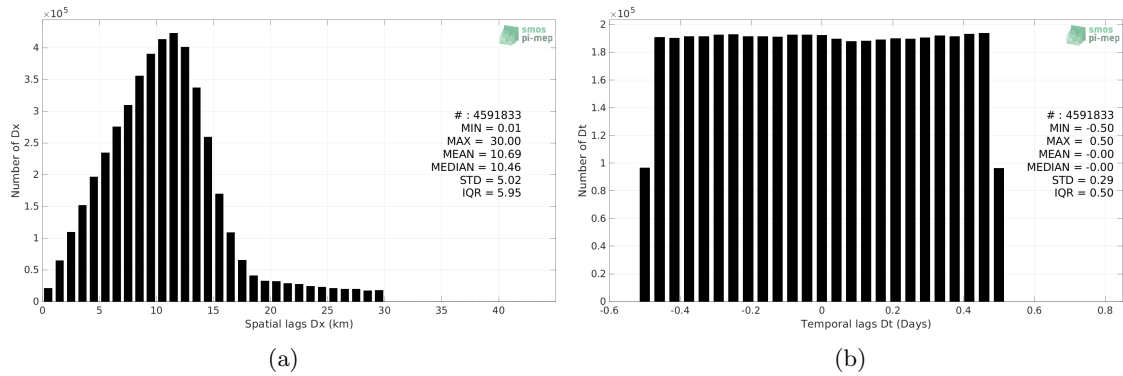 ×10⁵
4
3.5
3
2.5
2
1.5
1
0.5
0
Number of Dx
smos
pi-mep
# : 4591833
MIN = 0.01
MAX = 30.00
MEAN = 10.69
MEDIAN = 10.46
STD = 5.02
IQR = 5.95
0 5 10 15 20 25 30 35 40 45
Spatial lags Dx (km)
(a)
×10⁵
2
1.8
1.6
1.4
1.2
1
0.8
0.6
0.4
0.2
0
Number of Dt
smos
pi-mep
# : 4591833
MIN = -0.50
MAX = 0.50
MEAN = -0.00
MEDIAN = -0.00
STD = 0.29
IQR = 0.50
-0.6 -0.4 -0.2 0 0.2 0.4 0.6 0.8
Temporal lags Dt (Days)
(b)